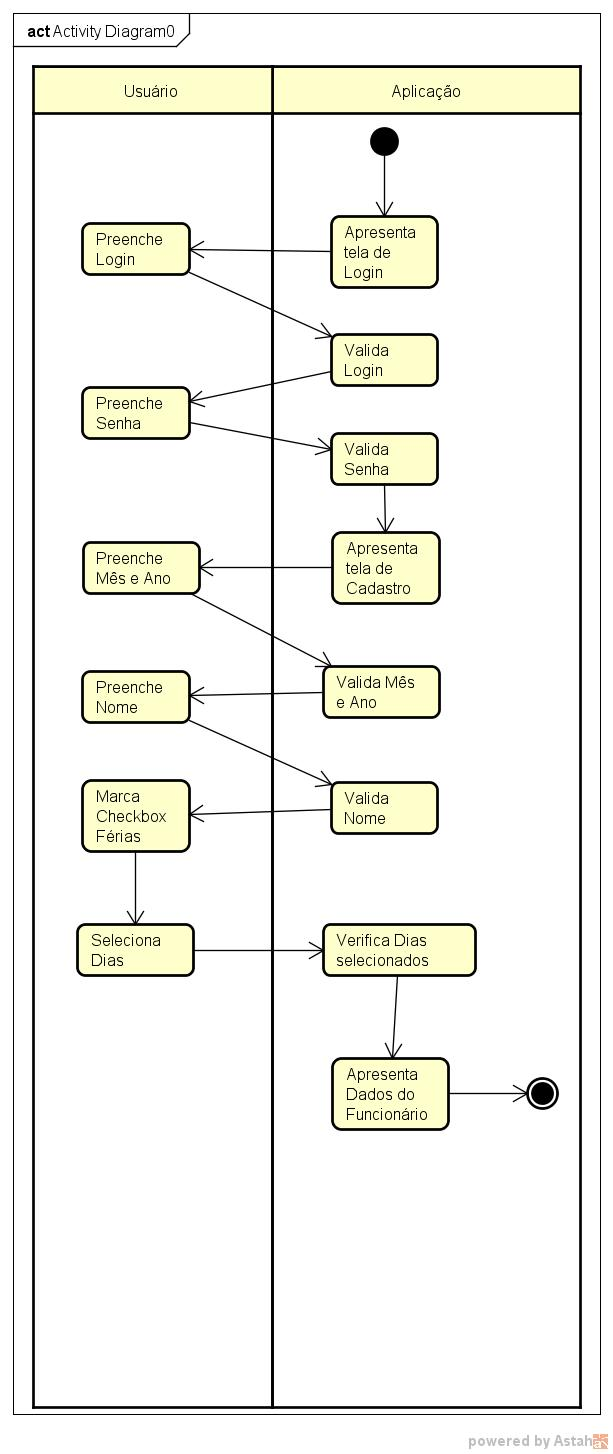 act Activity Diagram0
Usuário
Aplicação
Apresenta
tela de
Login
Preenche
Login
Valida
Login
Preenche
Senha
Valida
Senha
Apresenta
tela de
Cadastro
Preenche
Mês e Ano
Valida Mês
e Ano
Preenche
Nome
Valida
Nome
Marca
Checkbox
Férias
Seleciona
Dias
Verifica Dias
selecionados
Apresenta
Dados do
Funcionário
powered by Astah